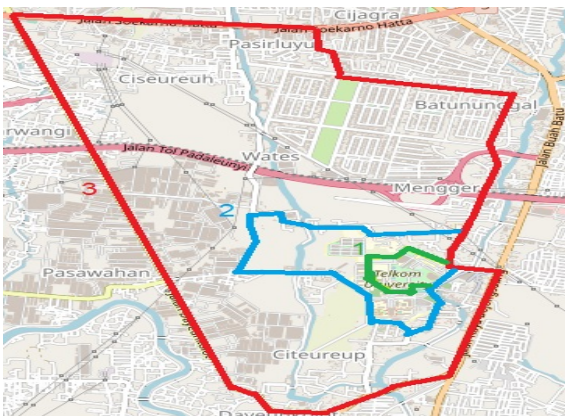 Cijagra
Jalan Soekarno Hatta
Jalan Soekarno Hatta
Pasirluyu
Ciseureuh
Batununggal
Jalan Buah Batu
Jalan Tol Padaleunyi
Wates
3
Mengger
2
1
Pasawahan
Telkom
University
Citeureup